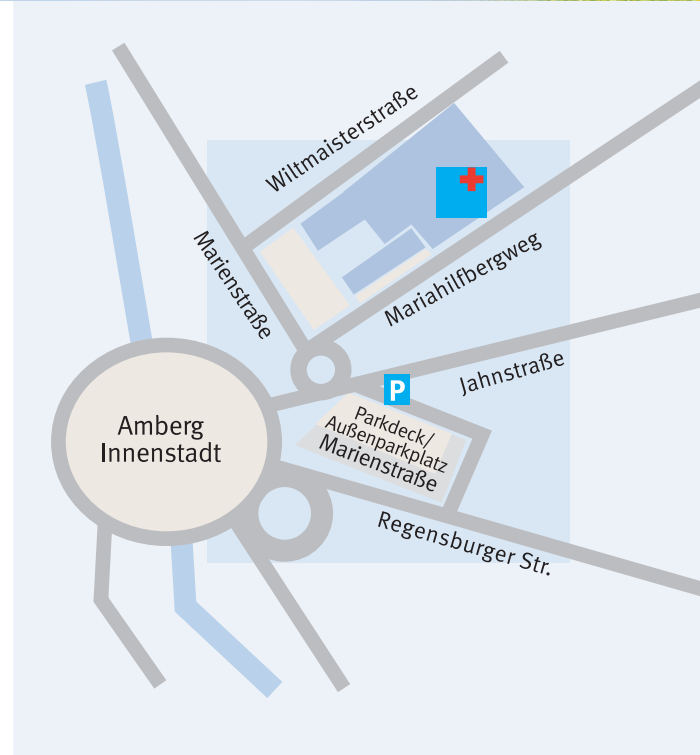 Wiltmaisterstraße
Marienstraße
Mariahilfbergweg
Jahnstraße
P
Parkdeck/
Außenparkplatz
Marienstraße
Amberg
Innenstadt
Regensburger Str.